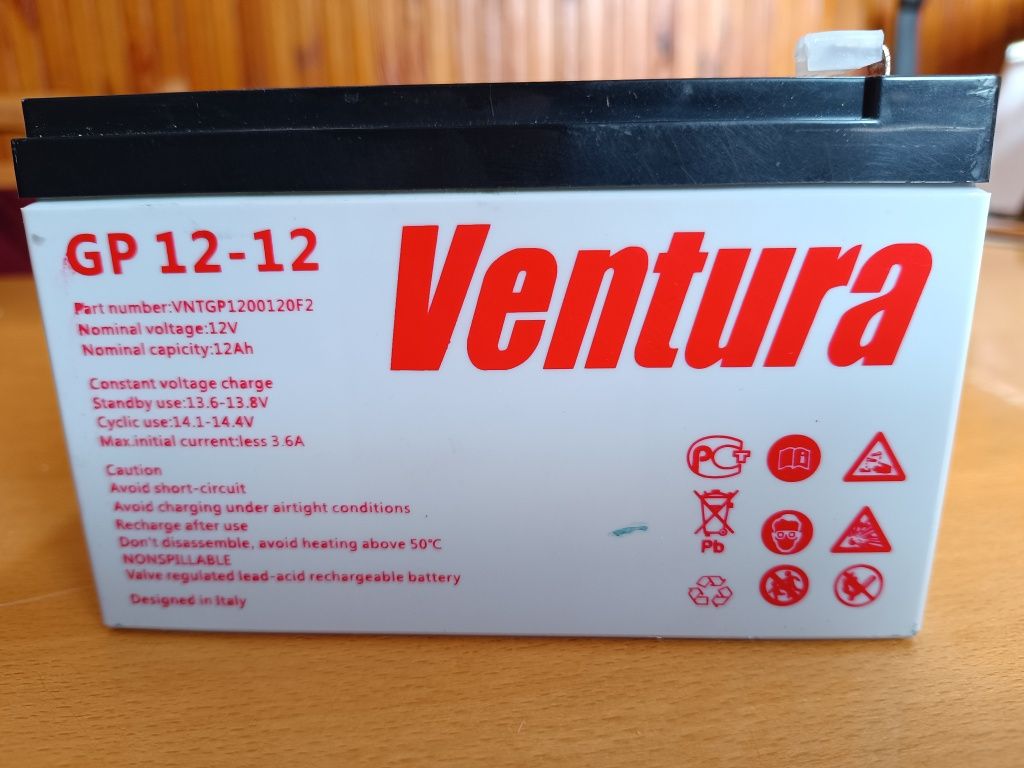 GP 12-12
Ventura
Part number:VNTGP1200120F2
Nominal voltage:12V
Nominal capicity:12Ah
Constant voltage charge
Standby use:13.6-13.8V
Cyclic use:14.1-14.4V
Max.initial current:less 3.6A
Caution
Avoid short-circuit
Avoid charging under airtight conditions
Recharge after use
Don't disassemble, avoid heating above 50°C
NONSPILLABLE
Valve regulated lead-acid rechargeable battery
Designed in Italy
PCT
Pb